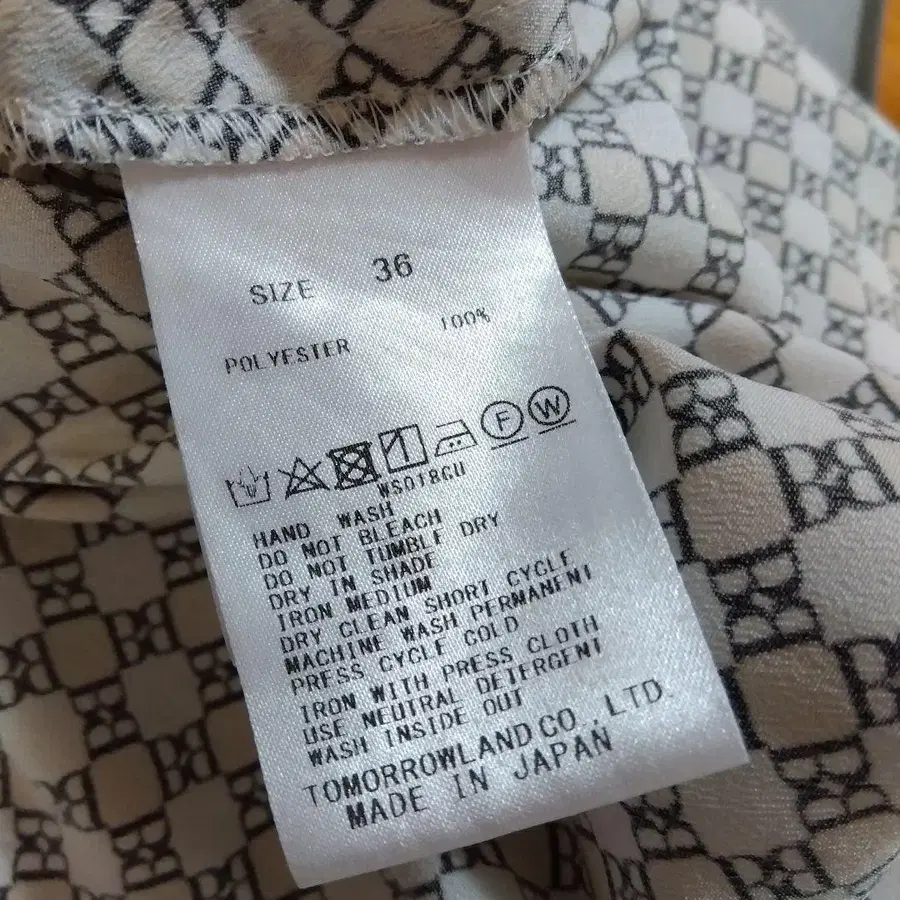 SIZE 36
POLYESTER 100%
F W
WS018GU
HAND WASH
DO NOT BLEACH
DO NOT TUMBLE DRY
DRY IN SHADE
IRON MEDIUM
DRY CLEAN SHORT CYCLE
MACHINE WASH PERMANENT
PRESS CYCLE COLD
IRON WITH PRESS CLOTH
USE NEUTRAL DETERGENT
WASH INSIDE OUT
TOMORROWLAND CO.,LTD.
MADE IN JAPAN